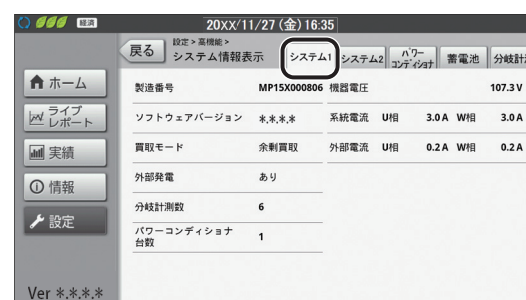 経済 20XX/11/27 (金) 16:35
戻る 設定 > 高機能 >
システム情報表示 システム1 システム2 パワーコンディショナ 蓄電池 分岐計
ホーム
ライブレポート
実績
情報
設定
Ver *.*.*.*
製造番号 MP15X000806 機器電圧 107.3 V
ソフトウェアバージョン *.*.*.* 系統電流 U相 3.0 A W相 3.0 A
買取モード 余剰買取 外部電流 U相 0.2 A W相 0.2 A
外部発電 あり
分岐計測数 6
パワーコンディショナ
台数 1